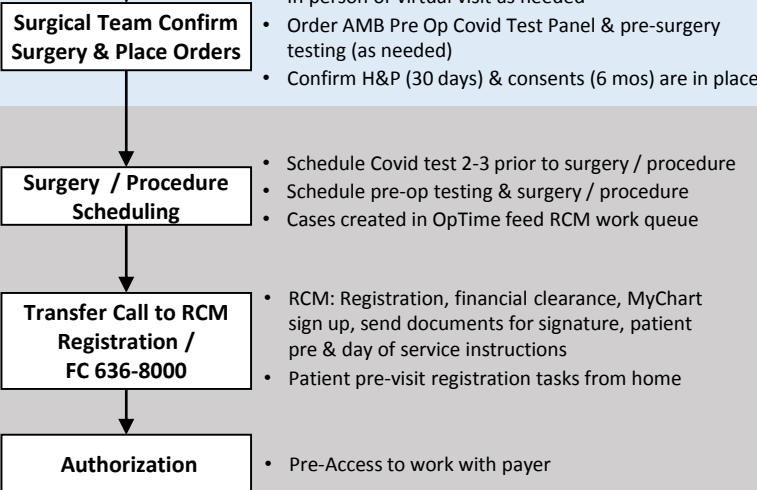 in person or virtual visit as needed
Surgical Team Confirm
Surgery & Place Orders
• Order AMB Pre Op Covid Test Panel & pre-surgery
testing (as needed)
• Confirm H&P (30 days) & consents (6 mos) are in place
Surgery / Procedure
Scheduling
• Schedule Covid test 2-3 prior to surgery / procedure
• Schedule pre-op testing & surgery / procedure
• Cases created in OpTime feed RCM work queue
Transfer Call to RCM
Registration /
FC 636-8000
• RCM: Registration, financial clearance, MyChart
sign up, send documents for signature, patient
pre & day of service instructions
• Patient pre-visit registration tasks from home
Authorization
• Pre-Access to work with payer